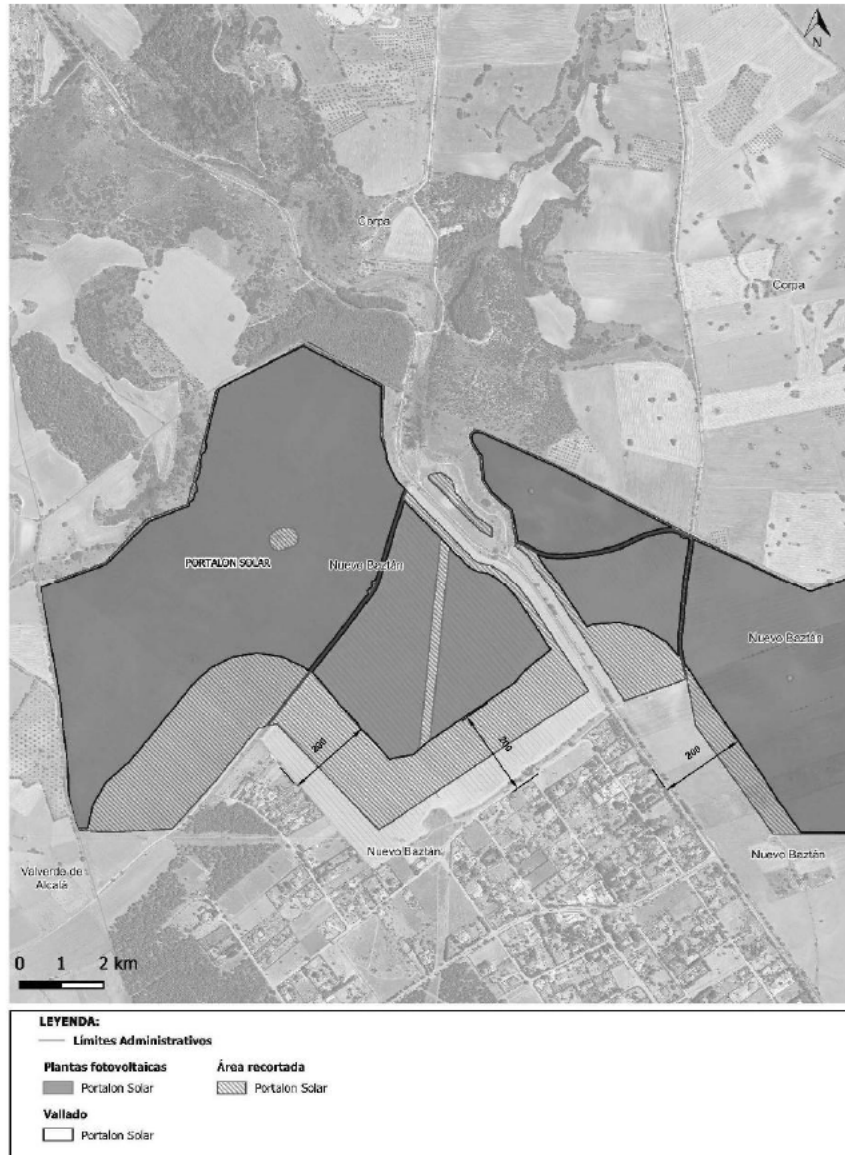 N
Corpa
Corpa
PORTALON SOLAR
Nuevo Baztán
Nuevo Baztán
200
200
200
Nuevo Baztán
Nuevo Baztán
Valverde de
Alcalá
0 1 2 km
LEYENDA:
Límites Administrativos
Plantas fotovoltaicas
Área recortada
Portalon Solar
Portalon Solar
Vallado
Portalon Solar